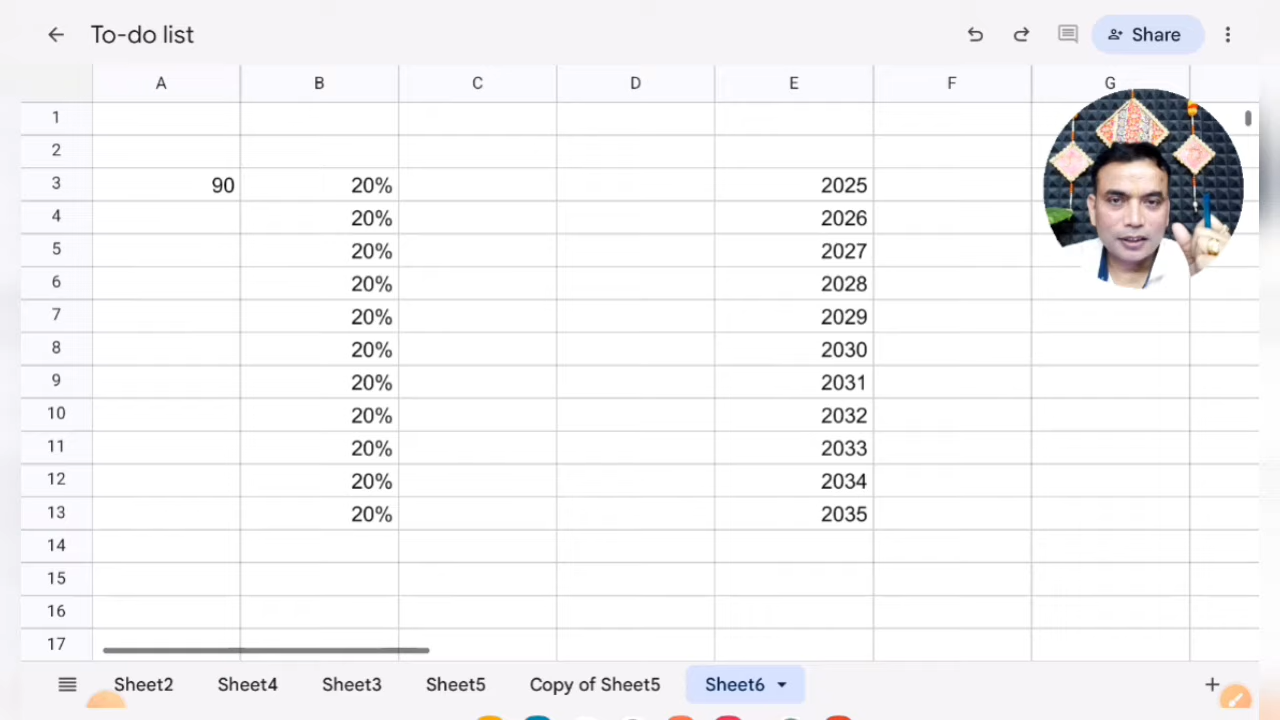 To-do list
Share
A B C D E F G
1
2
3 90 20% 2025
4 20% 2026
5 20% 2027
6 20% 2028
7 20% 2029
8 20% 2030
9 20% 2031
10 20% 2032
11 20% 2033
12 20% 2034
13 20% 2035
14
15
16
17
Sheet2 Sheet4 Sheet3 Sheet5 Copy of Sheet5 Sheet6